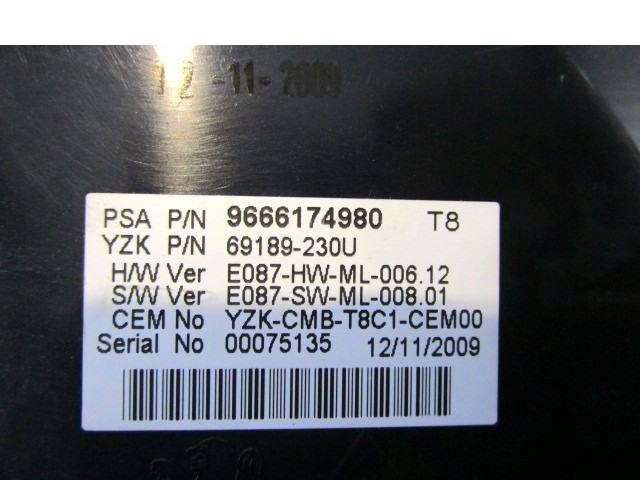 12-11-2009
PSA P/N 9666174980 T8
YZK P/N 69189-230U
H/W Ver E087-HW-ML-006.12
S/W Ver E087-SW-ML-008.01
CEM No YZK-CMB-T8C1-CEM00
Serial No 00075135 12/11/2009